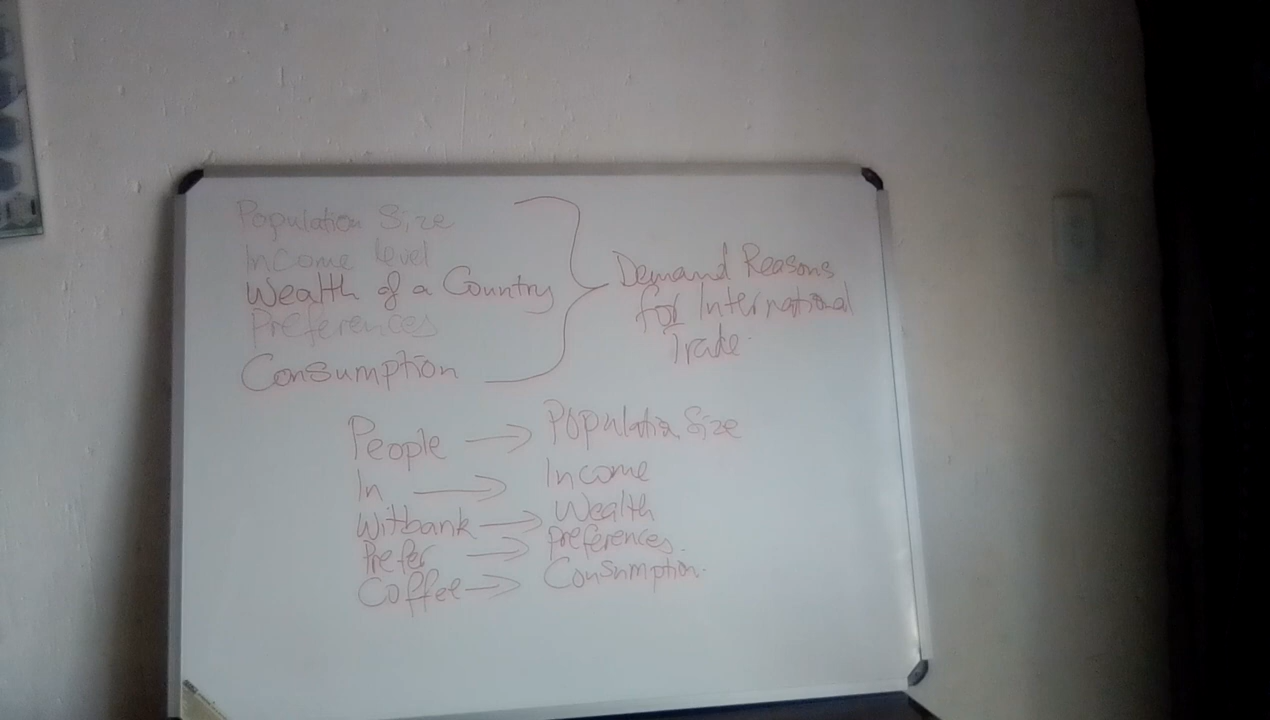 Population Size
Income level
Wealth of a Country
Preferences
Consumption
Demand Reasons
for International
Trade.
People → Population Size
In → Income
Witbank → Wealth
Prefer → preferences.
Coffee → Consumption.